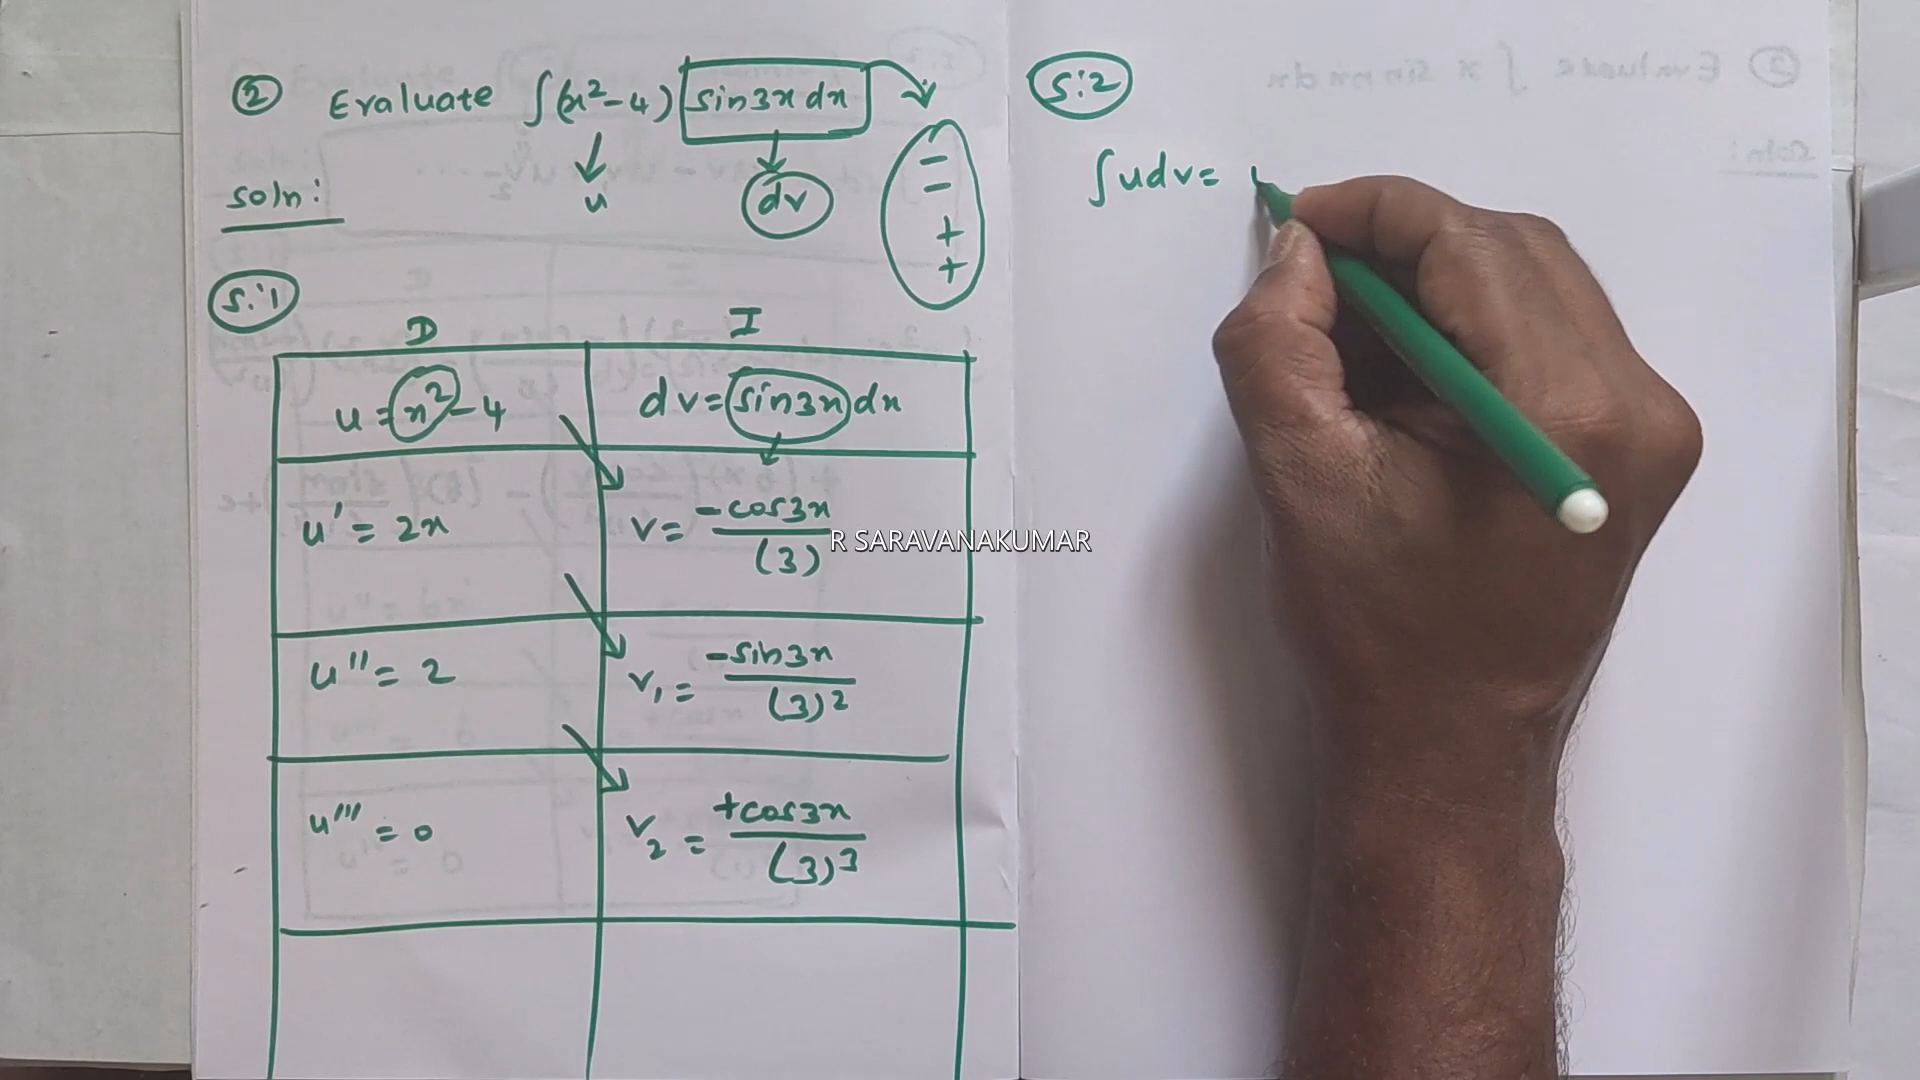 ② Evaluate ∫(x²-4) sin3x dx
u
dv
-
-
+
+
Soln:
S:1
D I
u = x²-4 dv = sin3x dx
u' = 2x v = -cos3x/(3)
u'' = 2 v₁ = -sin3x/(3)²
u''' = 0 v₂ = +cos3x/(3)³
R SARAVANAKUMAR
S:2
∫u dv =